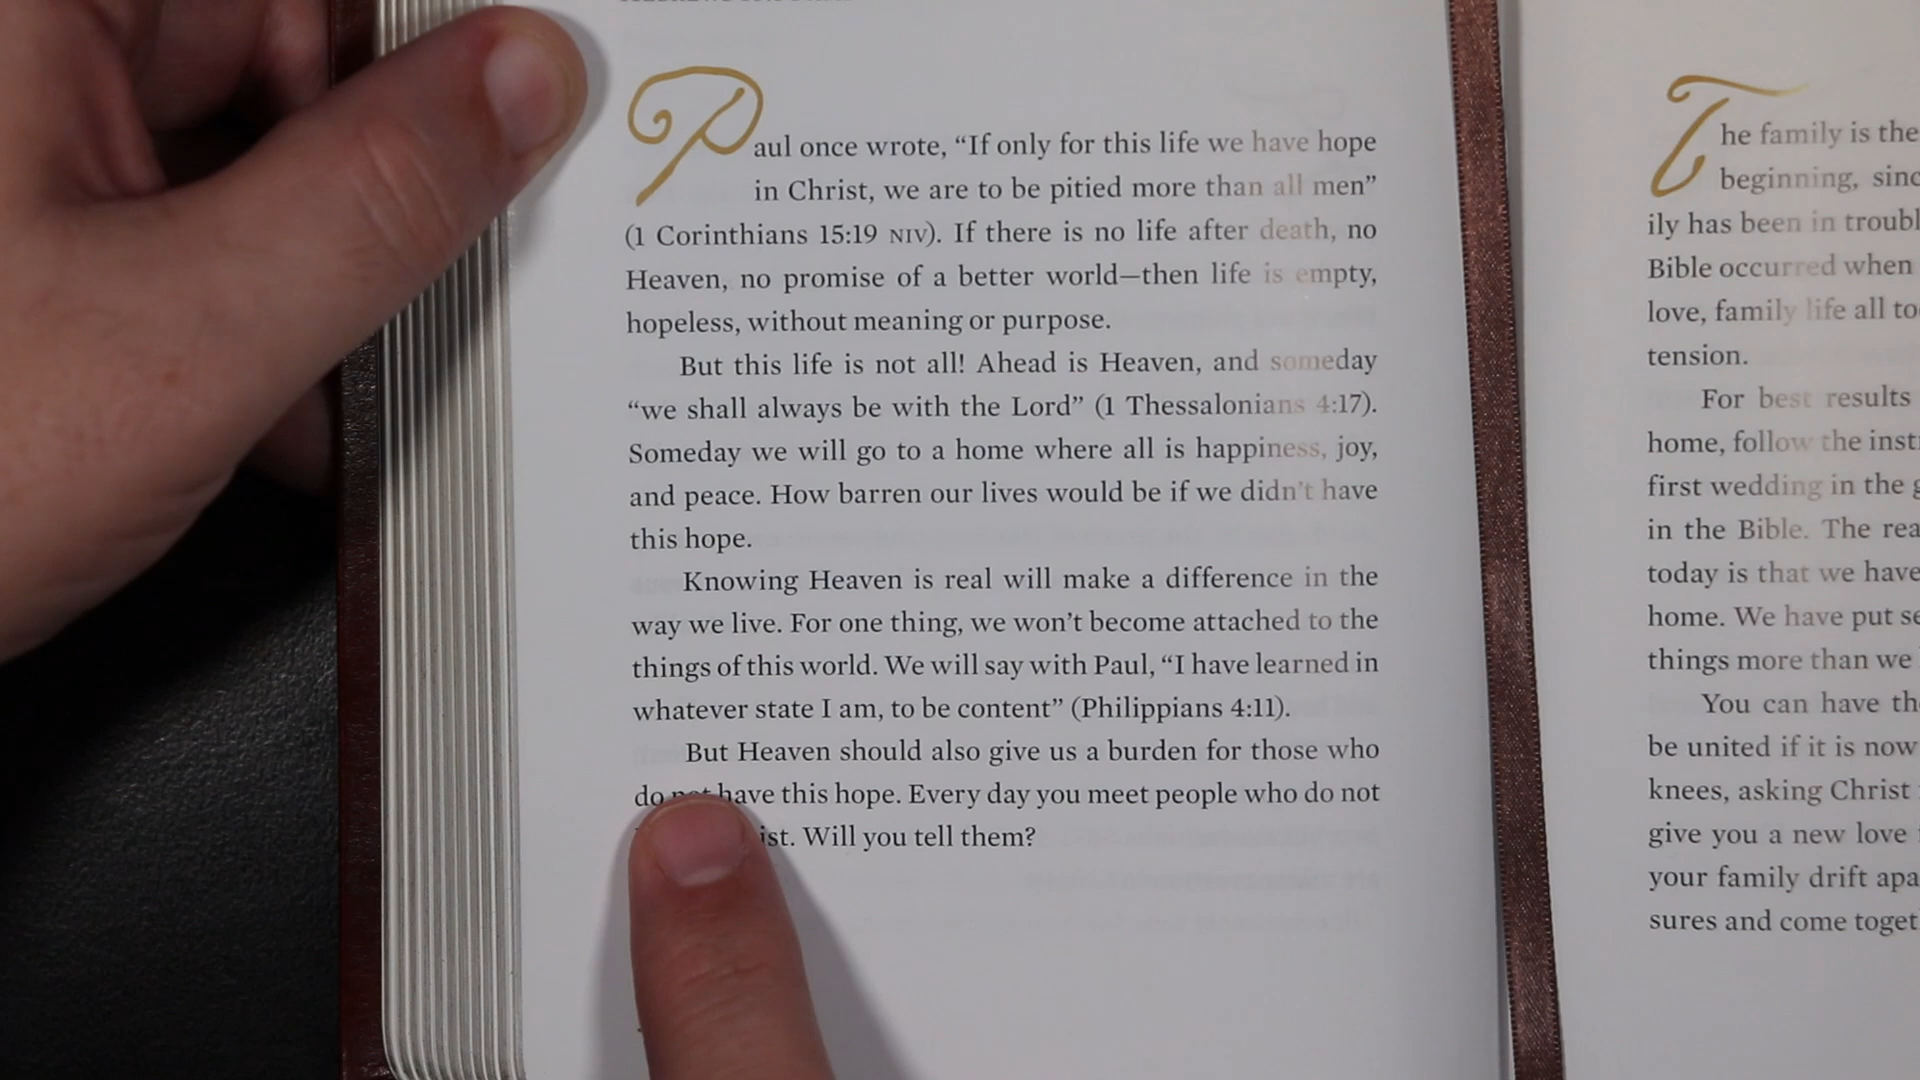 Paul once wrote, “If only for this life we have hope
in Christ, we are to be pitied more than all men”
(1 Corinthians 15:19 NIV). If there is no life after death, no
Heaven, no promise of a better world—then life is empty,
hopeless, without meaning or purpose.
But this life is not all! Ahead is Heaven, and someday
“we shall always be with the Lord” (1 Thessalonians 4:17).
Someday we will go to a home where all is happiness, joy,
and peace. How barren our lives would be if we didn’t have
this hope.
Knowing Heaven is real will make a difference in the
way we live. For one thing, we won’t become attached to the
things of this world. We will say with Paul, “I have learned in
whatever state I am, to be content” (Philippians 4:11).
But Heaven should also give us a burden for those who
do not have this hope. Every day you meet people who do not
Will you tell them?
The family is the
beginning, sinc
ily has been in troubl
Bible occurred when
love, family life all to
tension.
For best results
home, follow the inst
first wedding in the g
in the Bible. The rea
today is that we have
home. We have put se
things more than we
You can have th
be united if it is now
knees, asking Christ
give you a new love
your family drift apa
sures and come toget